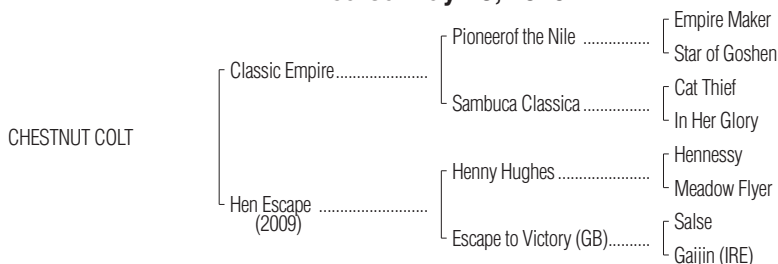 Empire Maker
Pioneerof the Nile ................
Star of Goshen
Classic Empire......................
Cat Thief
Sambuca Classica ................
In Her Glory
CHESTNUT COLT
Hennessy
Henny Hughes ......................
Meadow Flyer
Hen Escape ..........................
(2009)
Salse
Escape to Victory (GB)..........
Gaijin (IRE)